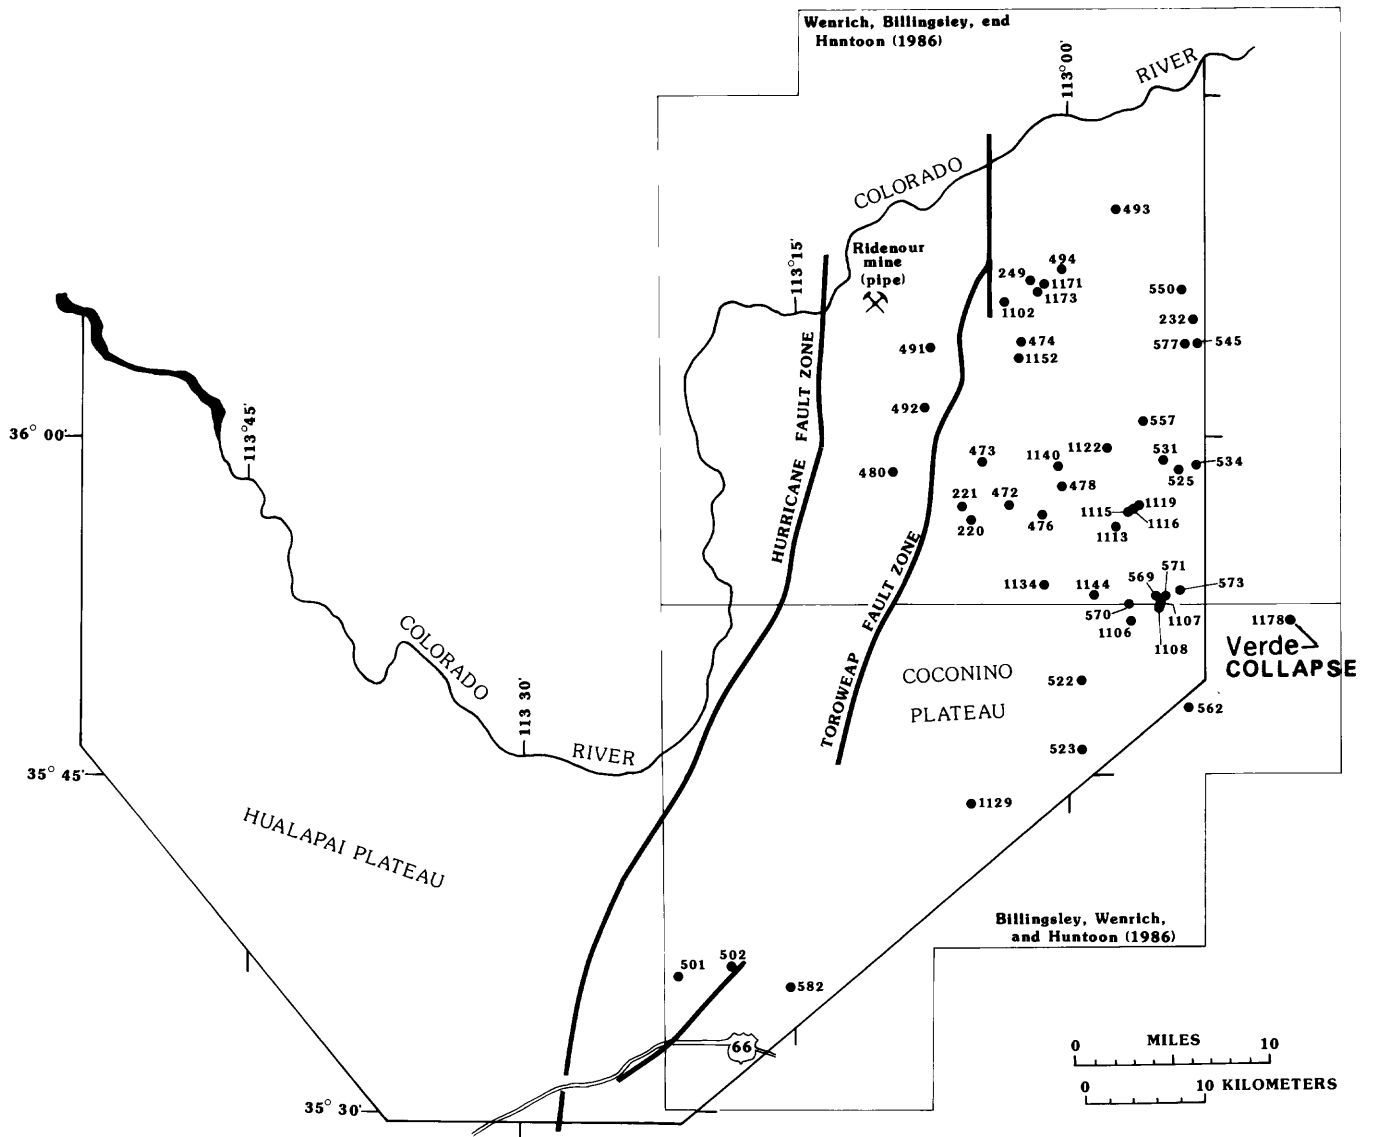 Wenrich, Billingsley, end
Hnntoon (1986)
113°00'
RIVER
COLORADO
493
113°15'
Ridenour
mine
(pipe)
494
249
1171
1173
1102
550
232
577
545
491
474
1152
HURRICANE FAULT ZONE
492
557
36° 00'
113°45'
480
473
1140
1122
531
534
525
478
221
472
220
476
1115
1119
1116
1113
TOROWEAP FAULT ZONE
1134
1144
569
571
573
570
1107
1106
1108
1178
Verde
COLLAPSE
COLORADO
RIVER
113 30'
COCONINO
PLATEAU
522
562
523
35° 45'
1129
HUALAPAI PLATEAU
Billingsley, Wenrich,
and Huntoon (1986)
501
502
582
66
0 MILES 10
0 10 KILOMETERS
35° 30'